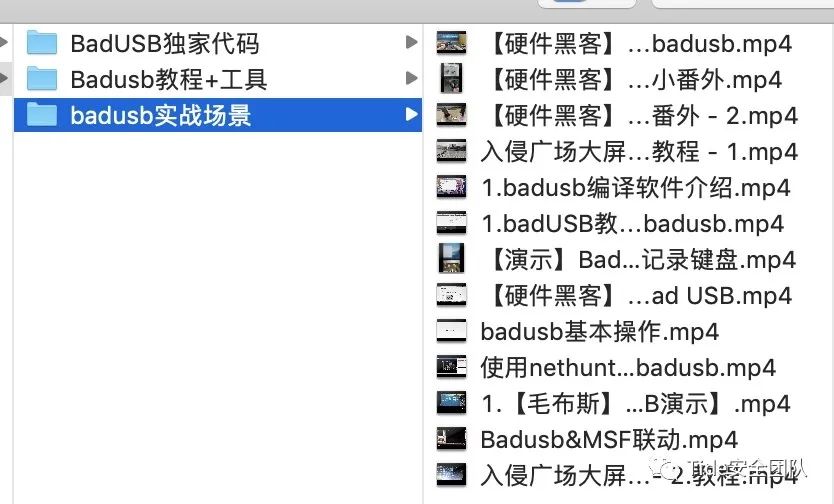 BadUSB独家代码
Badusb教程+工具
badusb实战场景
【硬件黑客】...badusb.mp4
【硬件黑客】...小番外.mp4
【硬件黑客】...番外 - 2.mp4
入侵广场大屏...教程 - 1.mp4
1.badusb编译软件介绍.mp4
1.badUSB教...badusb.mp4
【演示】Bad...记录键盘.mp4
【硬件黑客】...ad USB.mp4
badusb基本操作.mp4
使用nethunt...badusb.mp4
1.【毛布斯】...B演示】.mp4
Badusb&MSF联动.mp4
入侵广场大屏...- 2.教程.mp4
Tide安全团队